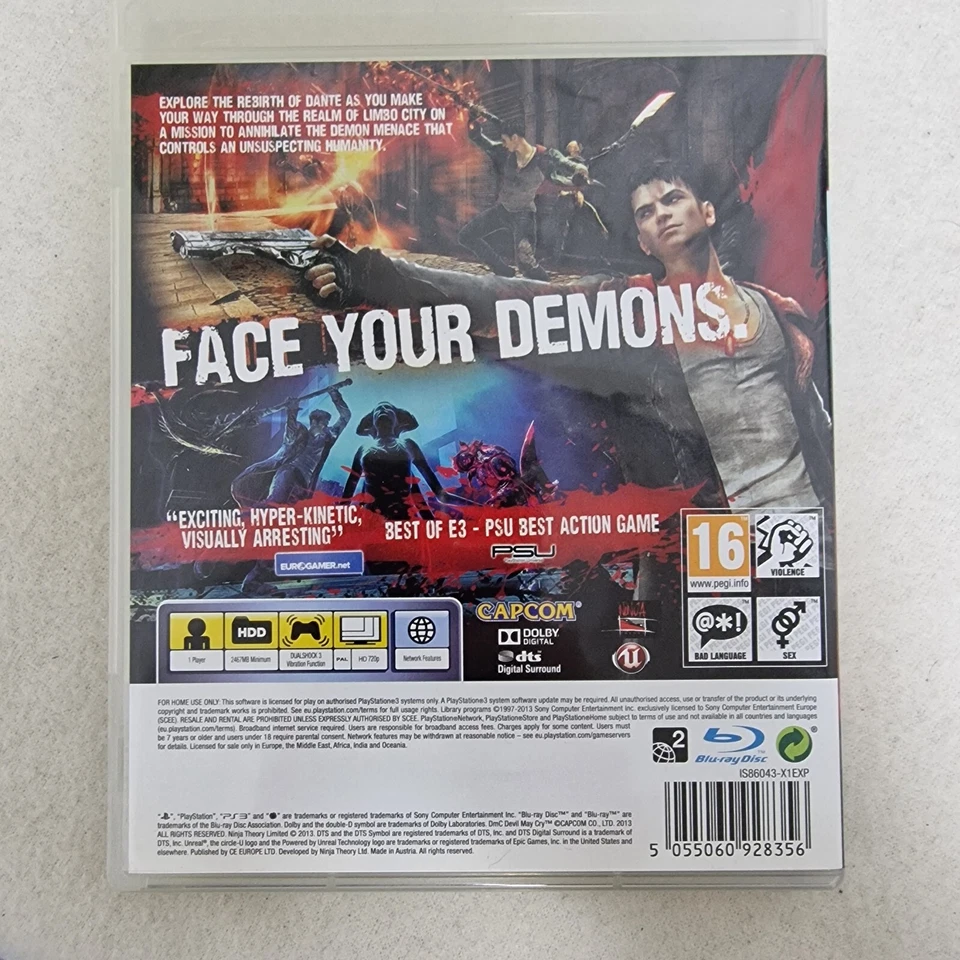 EXPLORE THE REBIRTH OF DANTE AS YOU MAKE
YOUR WAY THROUGH THE REALM OF LIMBO CITY ON
A MISSION TO ANNIHILATE THE DEMON MENACE THAT
CONTROLS AN UNSUSPECTING HUMANITY.
FACE YOUR DEMONS.
“EXCITING, HYPER-KINETIC,
VISUALLY ARRESTING”
EUROGAMER.net
BEST OF E3 - PSU BEST ACTION GAME
PSU
16
www.pegi.info
VIOLENCE
@*!
BAD LANGUAGE
SEX
1 Player
HDD
2467MB Minimum
DUALSHOCK 3
Vibration Function
PAL
HD 720p
Network Features
CAPCOM
DOLBY
DIGITAL
dts
Digital Surround
NINJA
FOR HOME USE ONLY. This software is licensed for play on authorised PlayStation3 systems only. A PlayStation3 system software update may be required. All unauthorised access, use or transfer of the product or its underlying
copyright and trademark works is prohibited. See eu.playstation.com/terms for full usage rights. Library programs ©1997-2013 Sony Computer Entertainment Inc. exclusively licensed to Sony Computer Entertainment Europe
(SCEE). RESALE AND RENTAL ARE PROHIBITED UNLESS EXPRESSLY AUTHORISED BY SCEE. PlayStationNetwork, PlayStationStore and PlayStationHome subject to terms of use and not available in all countries and languages
(eu.playstation.com/terms). Broadband internet service required. Users are responsible for broadband access fees. Charges apply for some content. Users must
be 7 years or older and users under 18 require parental consent. Network features may be withdrawn at reasonable notice – see eu.playstation.com/gameservers
for details. Licensed for sale only in Europe, the Middle East, Africa, India and Oceania.
2
Blu-ray Disc
IS86043-X1EXP
"PlayStation", "PS3" and are trademarks or registered trademarks of Sony Computer Entertainment Inc. "Blu-ray Disc™" and "Blu-ray™" are
trademarks of the Blu-ray Disc Association. Dolby and the double-D symbol are trademarks of Dolby Laboratories. DmC Devil May Cry™ ©CAPCOM CO., LTD. 2013
ALL RIGHTS RESERVED. Ninja Theory Limited © 2013. DTS and the DTS Symbol are registered trademarks of DTS, Inc. and DTS Digital Surround is a trademark of
DTS, Inc. Unreal®, the circle-U logo and the Powered by Unreal Technology logo are trademarks or registered trademarks of Epic Games, Inc. in the United States and
elsewhere. Published by CE EUROPE LTD. Developed by Ninja Theory Ltd. Made in Austria. All rights reserved.
5 055060 928356